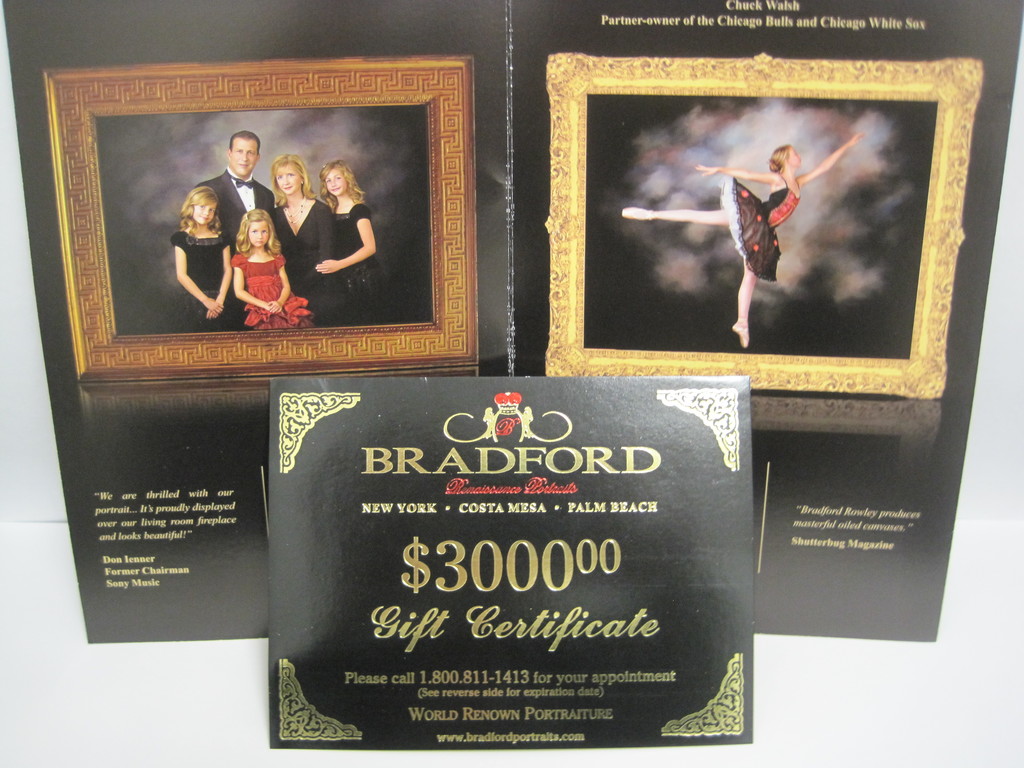 Chuck Walsh
Partner-owner of the Chicago Bulls and Chicago White Sox
"We are thrilled with our
portrait... It's proudly displayed
over our living room fireplace
and looks beautiful!"
Don Ienner
Former Chairman
Sony Music
"Bradford Rowley produces
masterful oiled canvases."
Shutterbug Magazine
B
BRADFORD
Renaissance Portraits
NEW YORK • COSTA MESA • PALM BEACH
$300000
Gift Certificate
Please call 1.800.811-1413 for your appointment
(See reverse side for expiration date)
WORLD RENOWN PORTRAITURE
www.bradfordportraits.com